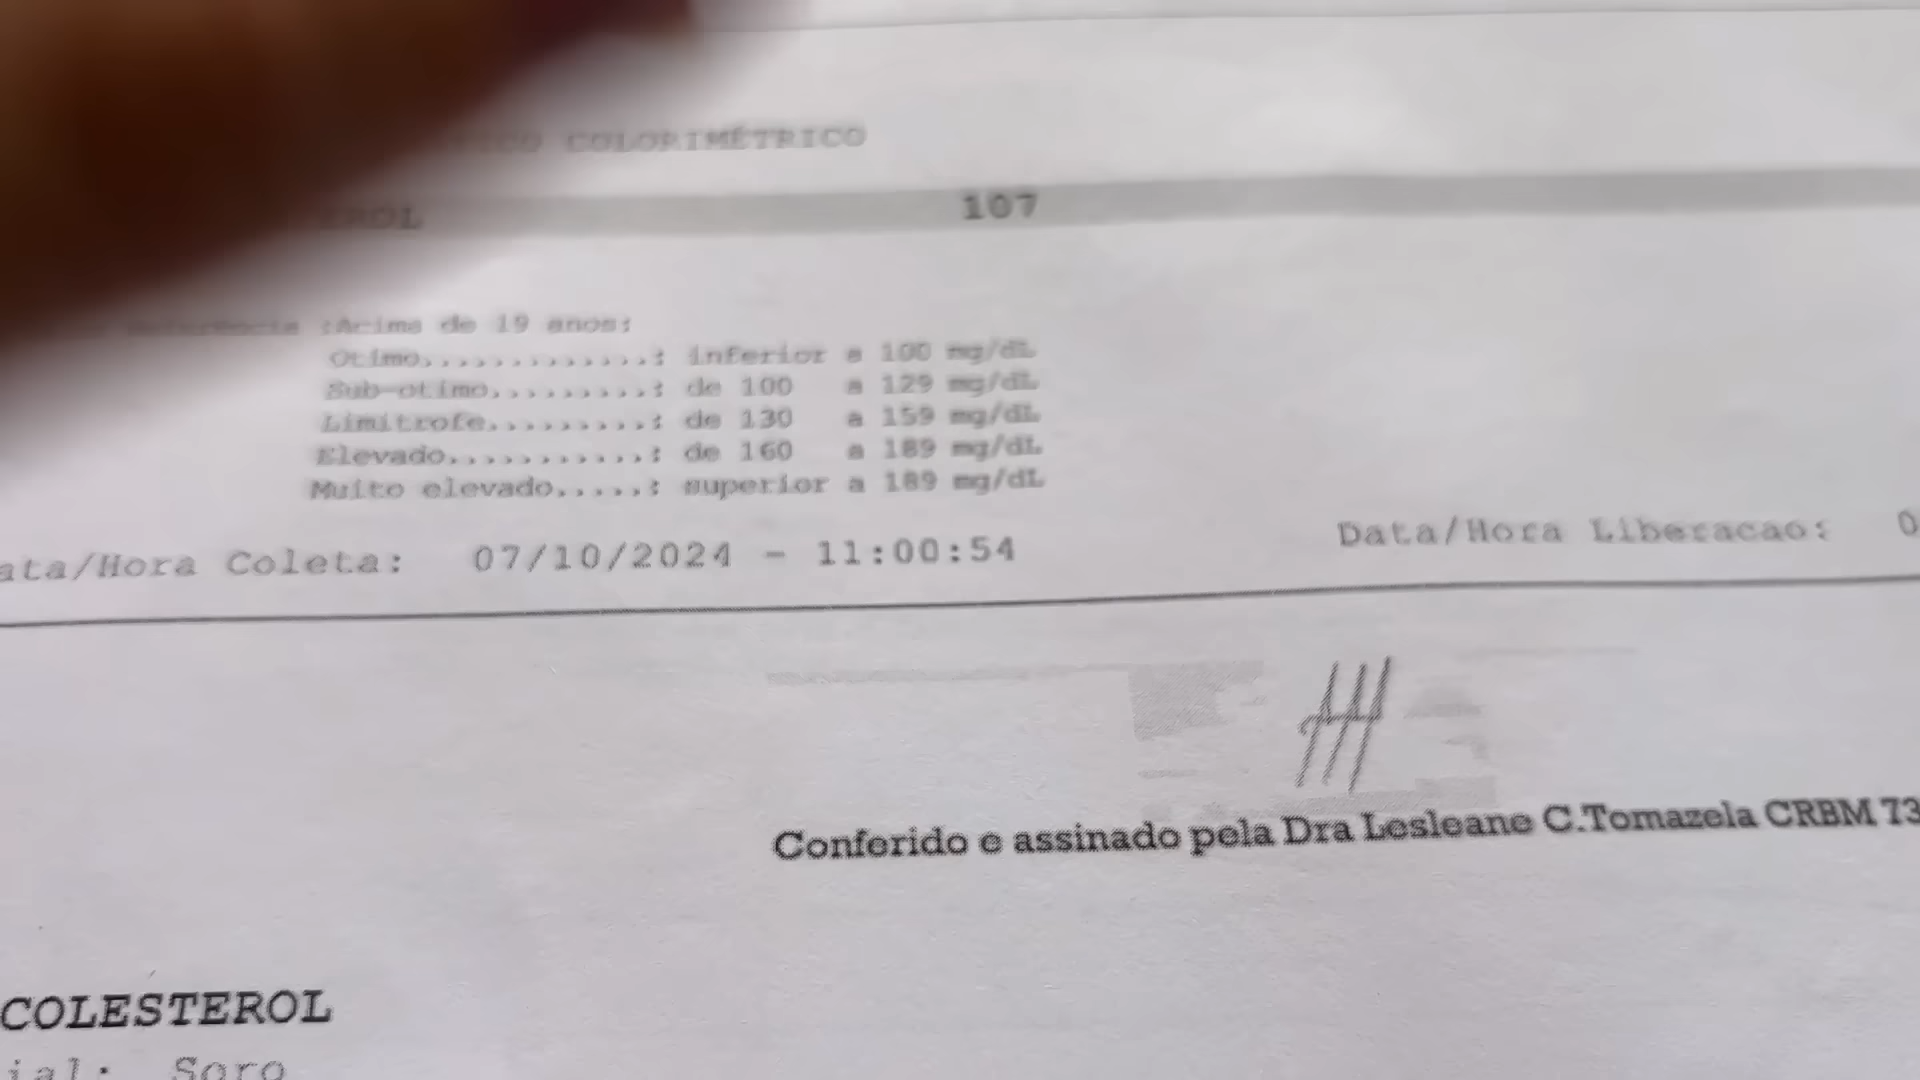 COLORIMÉTRICO
107
:Acima de 19 anos:
Otimo.............: inferior a 100 mg/dL
Sub-otimo.........: de 100 a 129 mg/dL
Limitrofe.........: de 130 a 159 mg/dL
Elevado...........: de 160 a 189 mg/dL
Muito elevado.....: superior a 189 mg/dL
ata/Hora Coleta: 07/10/2024 - 11:00:54
Data/Hora Liberacao: 0
Conferido e assinado pela Dra Lesleane C.Tomazela CRBM 73
COLESTEROL
ial: Soro